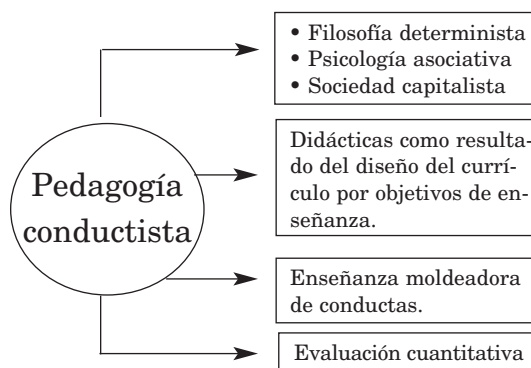 Pedagogía
conductista
• Filosofía determinista
• Psicología asociativa
• Sociedad capitalista
Didácticas como resulta-
do del diseño del currí-
culo por objetivos de en-
señanza.
Enseñanza moldeadora
de conductas.
Evaluación cuantitativa